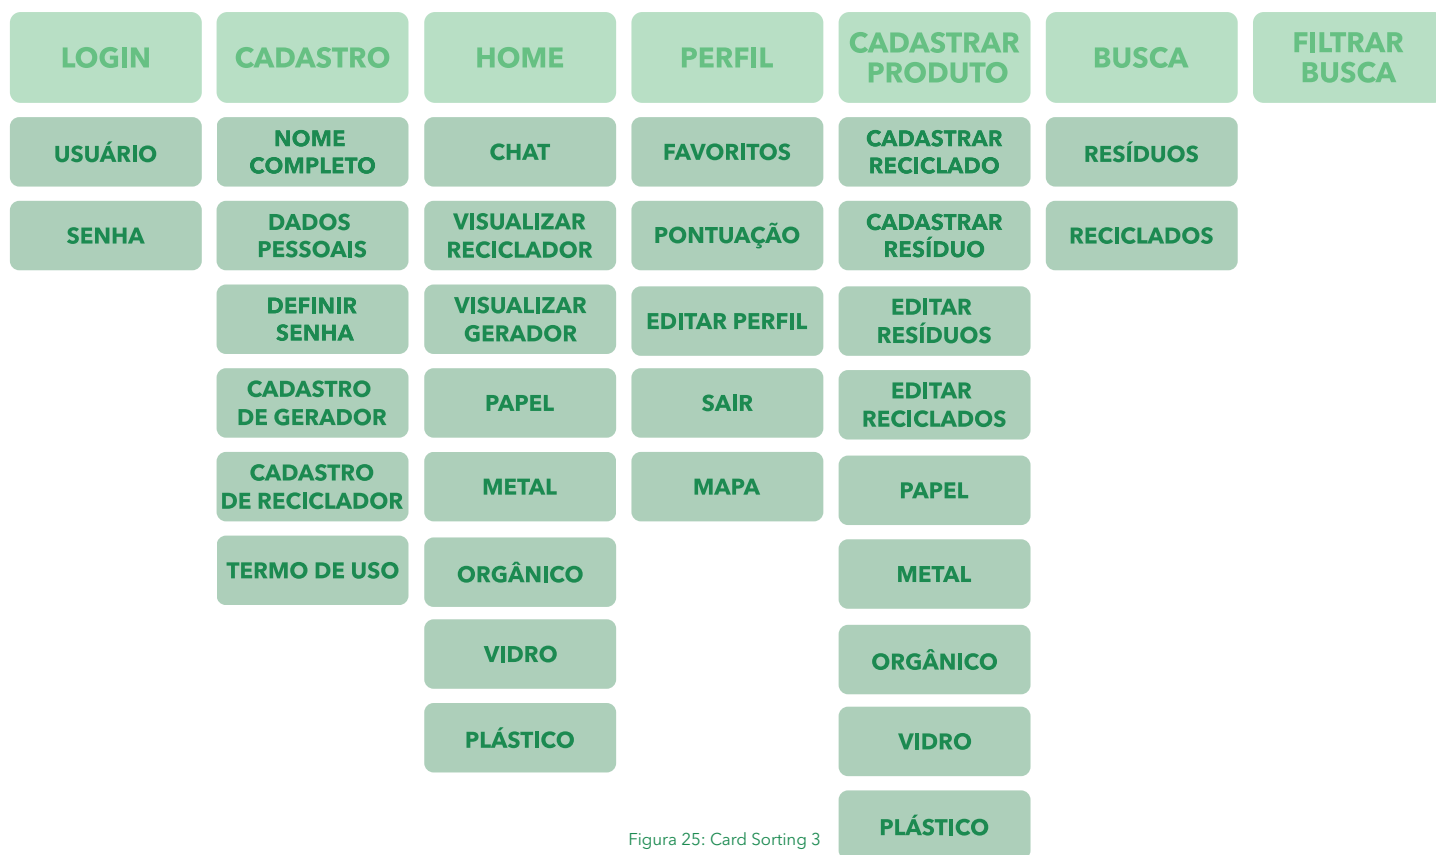 LOGIN
CADASTRO
HOME
PERFIL
CADASTRAR
PRODUTO
BUSCA
FILTRAR
BUSCA
USUÁRIO
SENHA
NOME
COMPLETO
DADOS
PESSOAIS
DEFINIR
SENHA
CADASTRO
DE GERADOR
CADASTRO
DE RECICLADOR
TERMO DE USO
CHAT
VISUALIZAR
RECICLADOR
VISUALIZAR
GERADOR
PAPEL
METAL
ORGÂNICO
VIDRO
PLÁSTICO
FAVORITOS
PONTUAÇÃO
EDITAR PERFIL
SAIR
MAPA
CADASTRAR
RECICLADO
CADASTRAR
RESÍDUO
EDITAR
RESÍDUOS
EDITAR
RECICLADOS
PAPEL
METAL
ORGÂNICO
VIDRO
PLÁSTICO
RESÍDUOS
RECICLADOS
Figura 25: Card Sorting 3